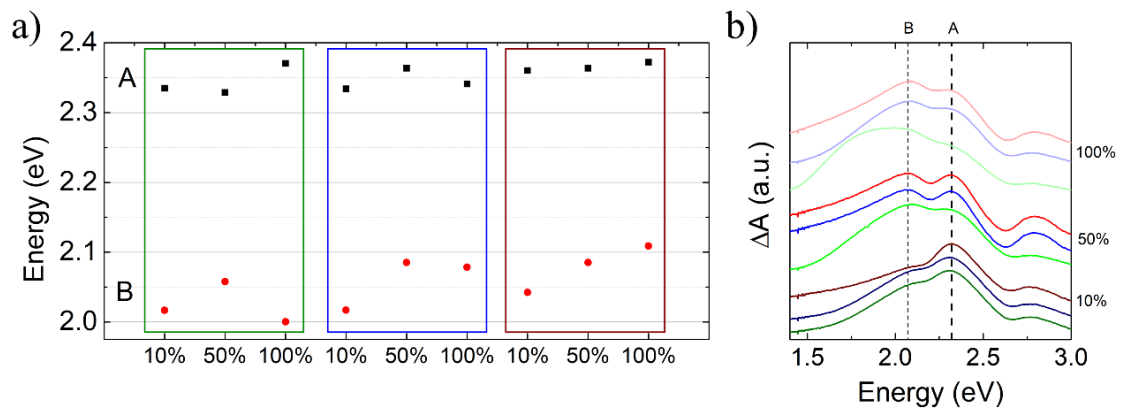 a)
2.4
2.3
2.2
2.1
2.0
Energy (eV)
A
B
10% 50% 100% 10% 50% 100% 10% 50% 100%
b)
B A
ΔA (a.u.)
100%
50%
10%
1.5 2.0 2.5 3.0
Energy (eV)